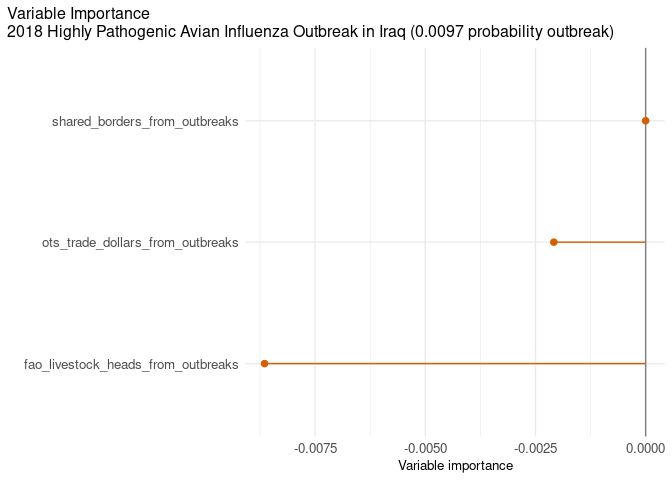 Variable Importance
2018 Highly Pathogenic Avian Influenza Outbreak in Iraq (0.0097 probability outbreak)
shared_borders_from_outbreaks
ots_trade_dollars_from_outbreaks
fao_livestock_heads_from_outbreaks
-0.0075 -0.0050 -0.0025 0.0000
Variable importance